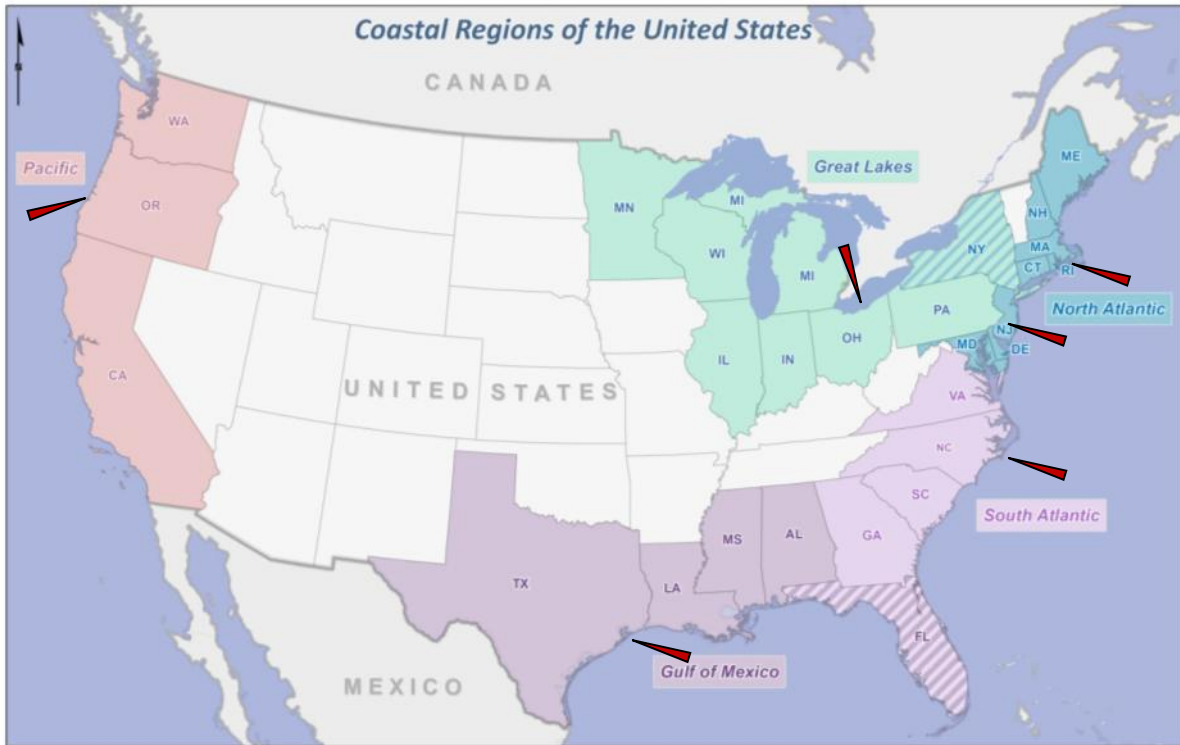 Coastal Regions of the United States
CANADA
WA
Pacific
OR
CA
Great Lakes
MN
MI
WI
MI
IL
IN
OH
PA
NY
ME
NH
MA
CT
RI
North Atlantic
NJ
MD
DE
UNITED STATES
VA
NC
SC
South Atlantic
GA
MS
AL
TX
LA
FL
Gulf of Mexico
MEXICO